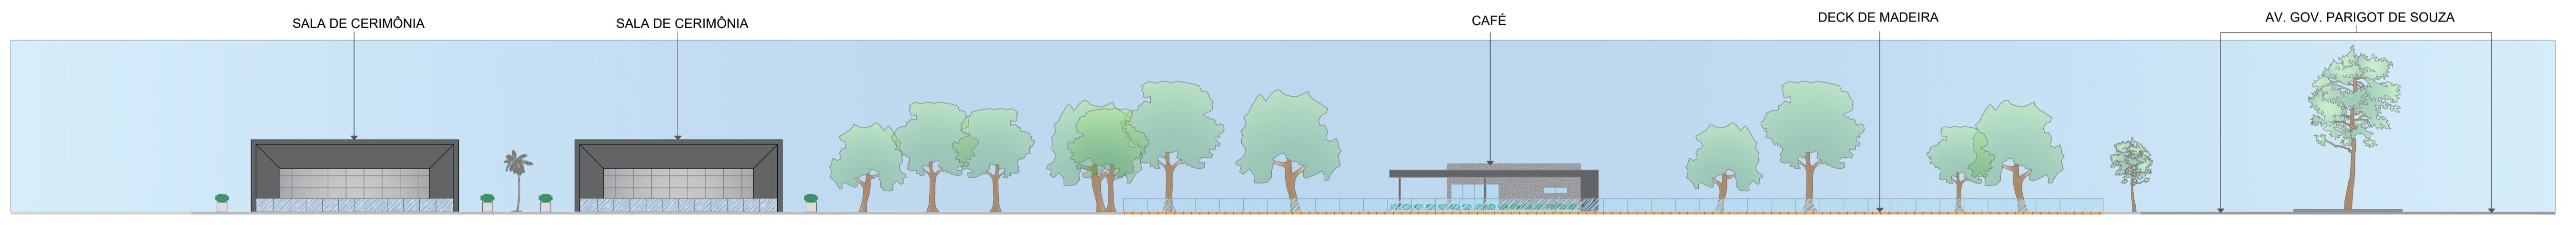 SALA DE CERIMÔNIA
SALA DE CERIMÔNIA
CAFÉ
DECK DE MADEIRA
AV. GOV. PARIGOT DE SOUZA